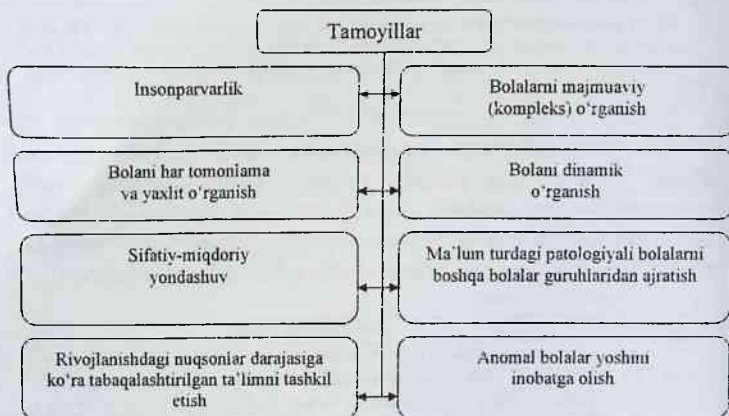 Tamoyillar
Insonparvarlik
Bolalarni majmuaviy
(kompleks) o‘rganish
Bolani har tomonlama
va yaxlit o‘rganish
Bolani dinamik
o‘rganish
Sifatiy-miqdoriy
yondashuv
Ma’lum turdagi patologiyali bolalarni
boshqa bolalar guruhlaridan ajratish
Rivojlanishdagi nuqsonlar darajasiga
ko‘ra tabaqalashtirilgan ta’limni tashkil
etish
Anomal bolalar yoshini
inobatga olish